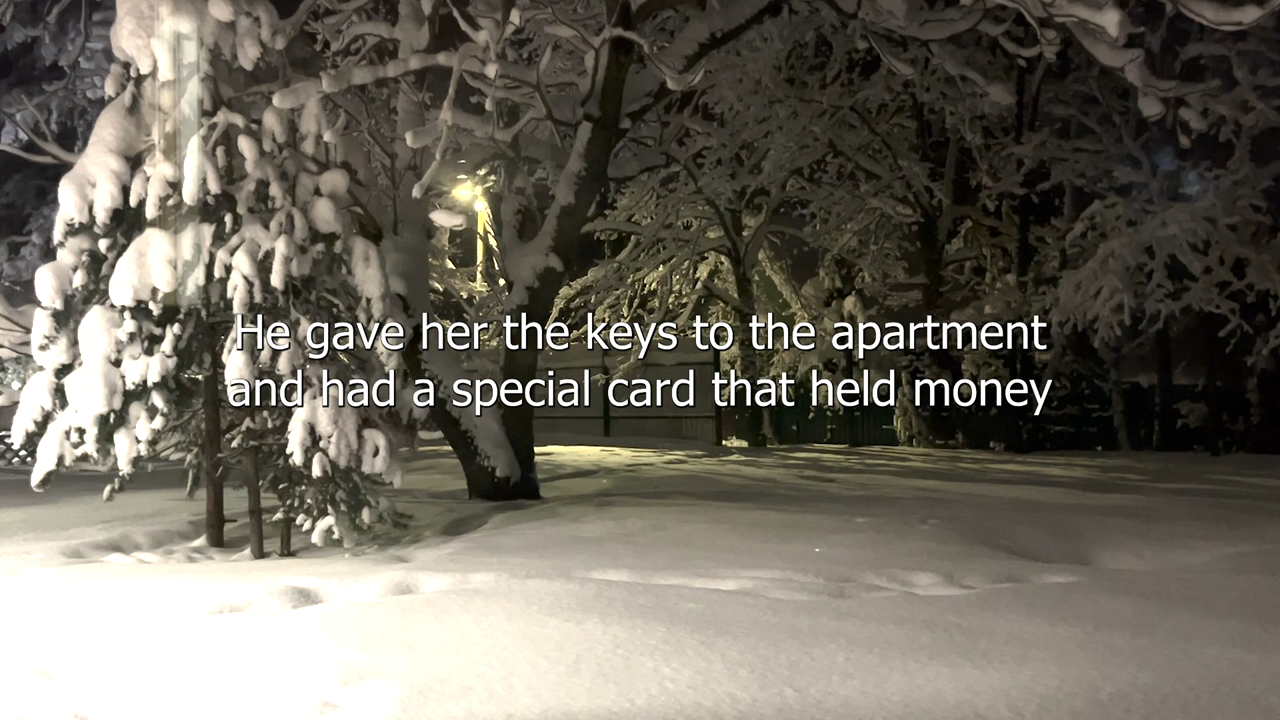 He gave her the keys to the apartment
and had a special card that held money